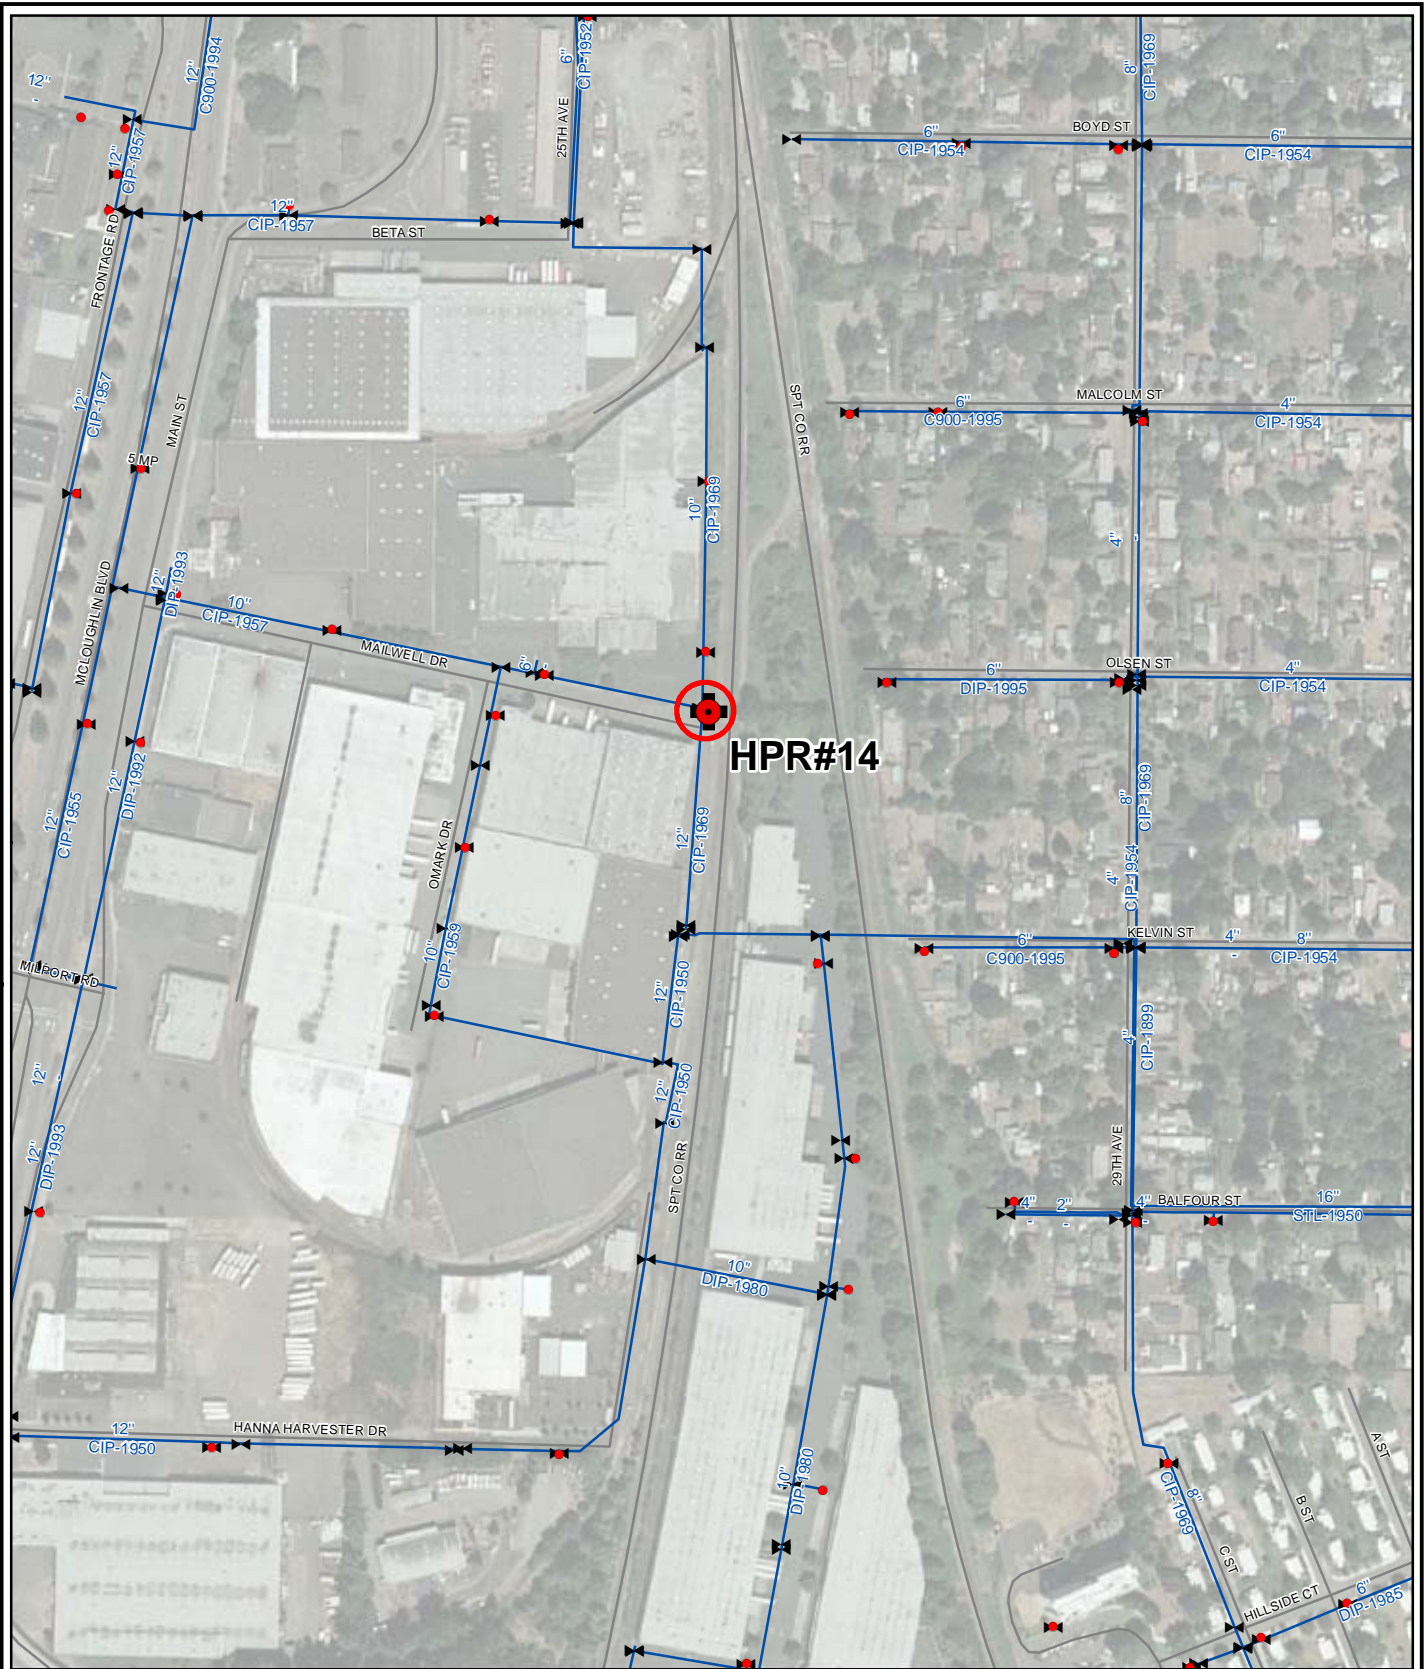 12"
-
12"
C900-1994
6"
CIP-1952
25TH AVE
8"
CIP-1969
BOYD ST
6"
CIP-1954
6"
CIP-1954
12"
CIP-1957
12"
CIP-1957
BETA ST
FRONTAGE RD
12"
CIP-1957
MAIN ST
5 MP
SPT CO RR
MALCOLM ST
6"
C900-1995
4"
CIP-1954
10"
CIP-1969
4"
-
12"
DIP-1993
10"
CIP-1957
MAILWELL DR
6"
-
MCLOUGHLIN BLVD
OLSEN ST
6"
DIP-1995
4"
CIP-1954
HPR#14
12"
DIP-1992
12"
CIP-1955
OMARK DR
12"
CIP-1969
8"
CIP-1969
4"
CIP-1954
10"
CIP-1959
KELVIN ST
6"
C900-1995
4"
-
8"
CIP-1954
MILPORT RD
12"
CIP-1950
4"
CIP-1899
12"
-
12"
CIP-1950
12"
DIP-1993
SPT CO RR
29TH AVE
BALFOUR ST
4"
-
2"
-
4"
-
16"
STL-1950
10"
DIP-1980
12"
CIP-1950
HANNA HARVESTER DR
10"
DIP-1980
8"
CIP-1969
A ST
B ST
C ST
HILLSIDE CT
6"
DIP-1985